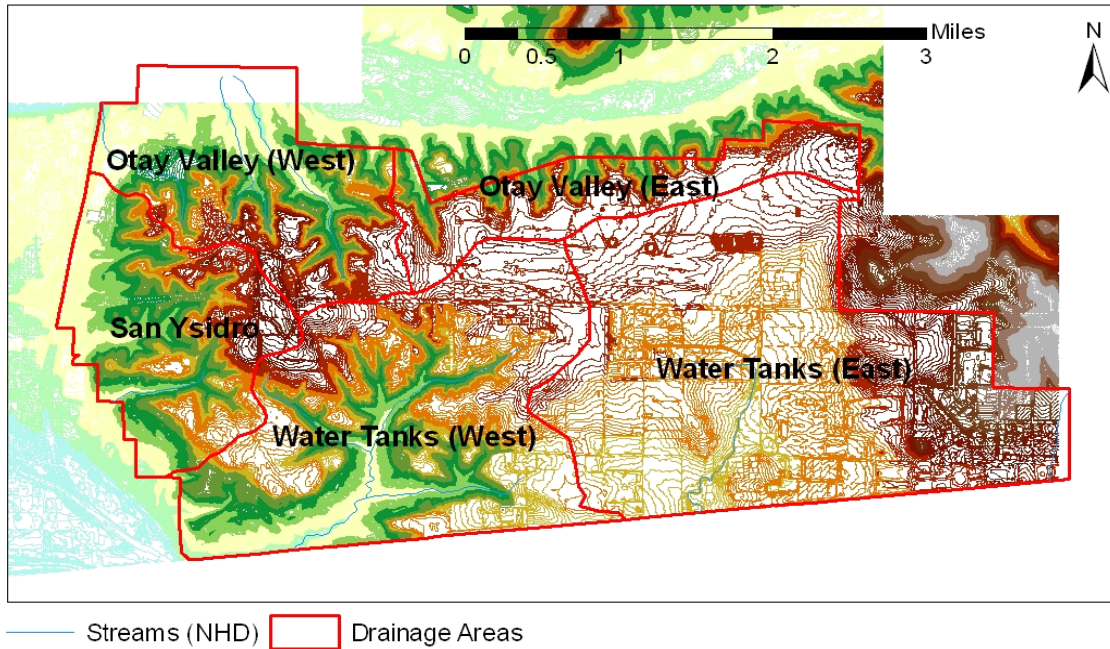 Miles
N
0 0.5 1 2 3
Otay Valley (West)
Otay Valley (East)
San Ysidro
Water Tanks (East)
Water Tanks (West)
Streams (NHD) Drainage Areas